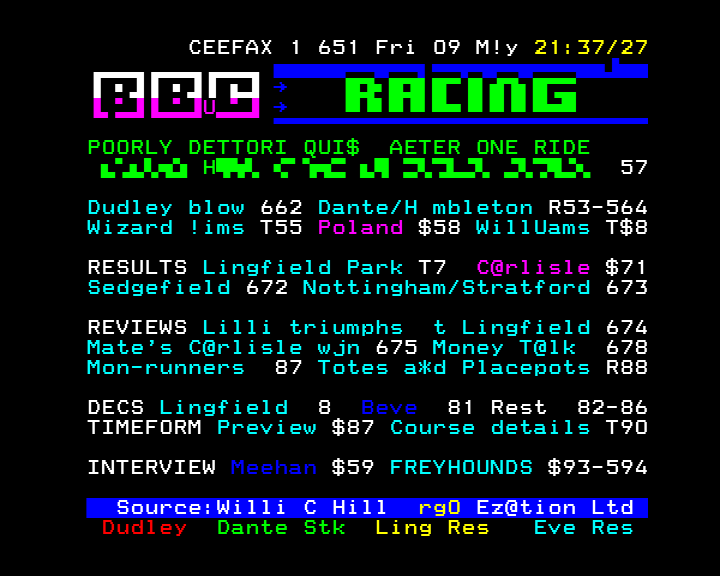 CEEFAX 1 651 Fri 09 M!y 21:37/27
BBC RACING
U
POORLY DETTORI QUI$ AETER ONE RIDE
H 57
Dudley blow 662 Dante/H mbleton R53-564
Wizard !ims T55 Poland $58 WillUams T$8
RESULTS Lingfield Park T7 C@rlisle $71
Sedgefield 672 Nottingham/Stratford 673
REVIEWS Lilli triumphs t Lingfield 674
Mate's C@rlisle wjn 675 Money T@lk 678
Mon-runners 87 Totes a*d Placepots R88
DECS Lingfield 8 Beve 81 Rest 82-86
TIMEFORM Preview $87 Course details T90
INTERVIEW Meehan $59 FREYHOUNDS $93-594
Source:Willi C Hill rgO Ez@tion Ltd
Dudley Dante Stk Ling Res Eve Res